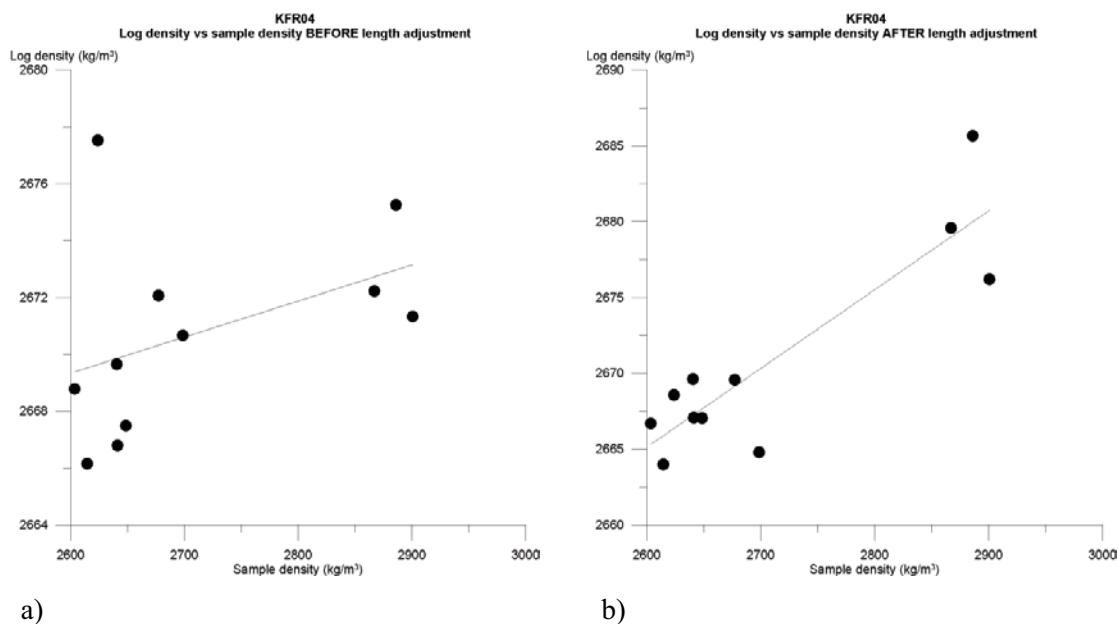 KFR04
Log density vs sample density BEFORE length adjustment
Log density (kg/m³)
2680
2676
2672
2668
2664
2600
2700
2800
2900
3000
Sample density (kg/m³)
a)
KFR04
Log density vs sample density AFTER length adjustment
Log density (kg/m³)
2690
2685
2680
2675
2670
2665
2660
2600
2700
2800
2900
3000
Sample density (kg/m³)
b)